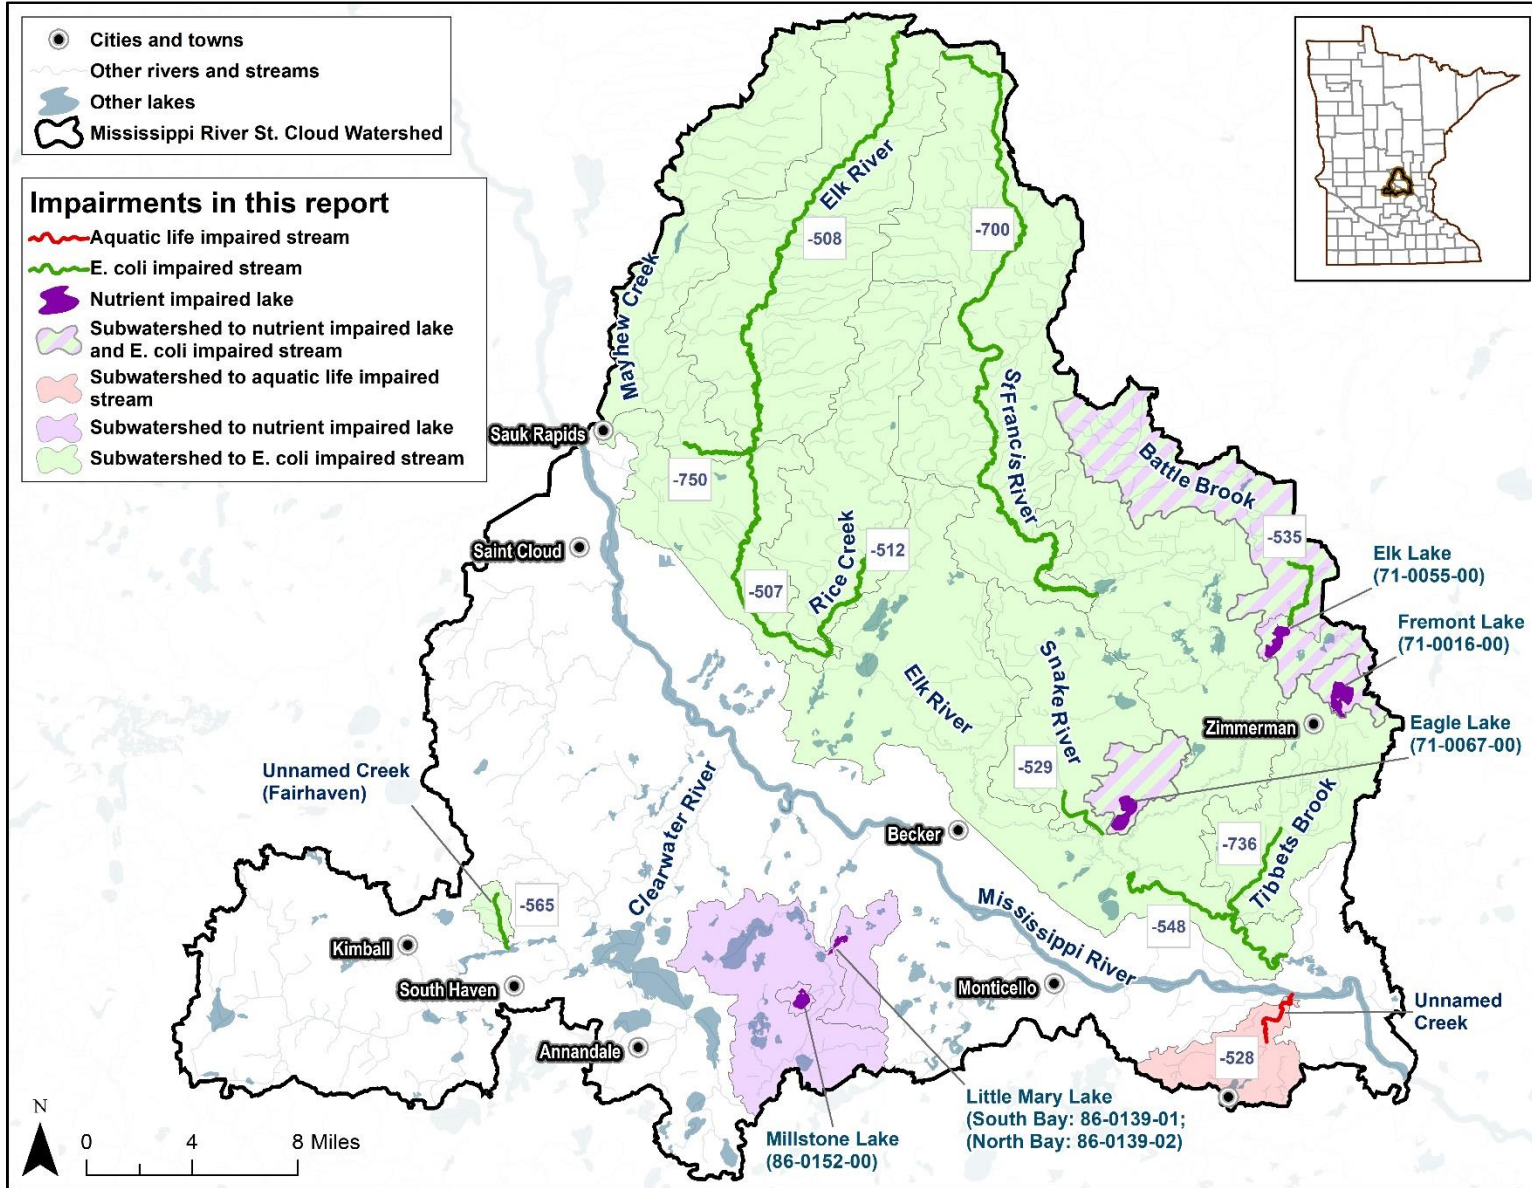 Cities and towns
Other rivers and streams
Other lakes
Mississippi River St. Cloud Watershed
Impairments in this report
Aquatic life impaired stream
E. coli impaired stream
Nutrient impaired lake
Subwatershed to nutrient impaired lake
and E. coli impaired stream
Subwatershed to aquatic life impaired
stream
Subwatershed to nutrient impaired lake
Subwatershed to E. coli impaired stream
Elk River
-508
-700
Mayhew Creek
St Francis River
Sauk Rapids
Battle Brook
-750
-535
Saint Cloud
Rice Creek
-512
-507
Elk Lake
(71-0055-00)
Fremont Lake
(71-0016-00)
Elk River
Snake River
Zimmerman
Eagle Lake
(71-0067-00)
Unnamed Creek
(Fairhaven)
-529
Clearwater River
Becker
-736
Tibbets Brook
-565
Mississippi River
-548
Kimball
South Haven
Monticello
Unnamed
Creek
Annandale
-528
Little Mary Lake
(South Bay: 86-0139-01;
(North Bay: 86-0139-02)
Millstone Lake
(86-0152-00)
N
0 4 8 Miles